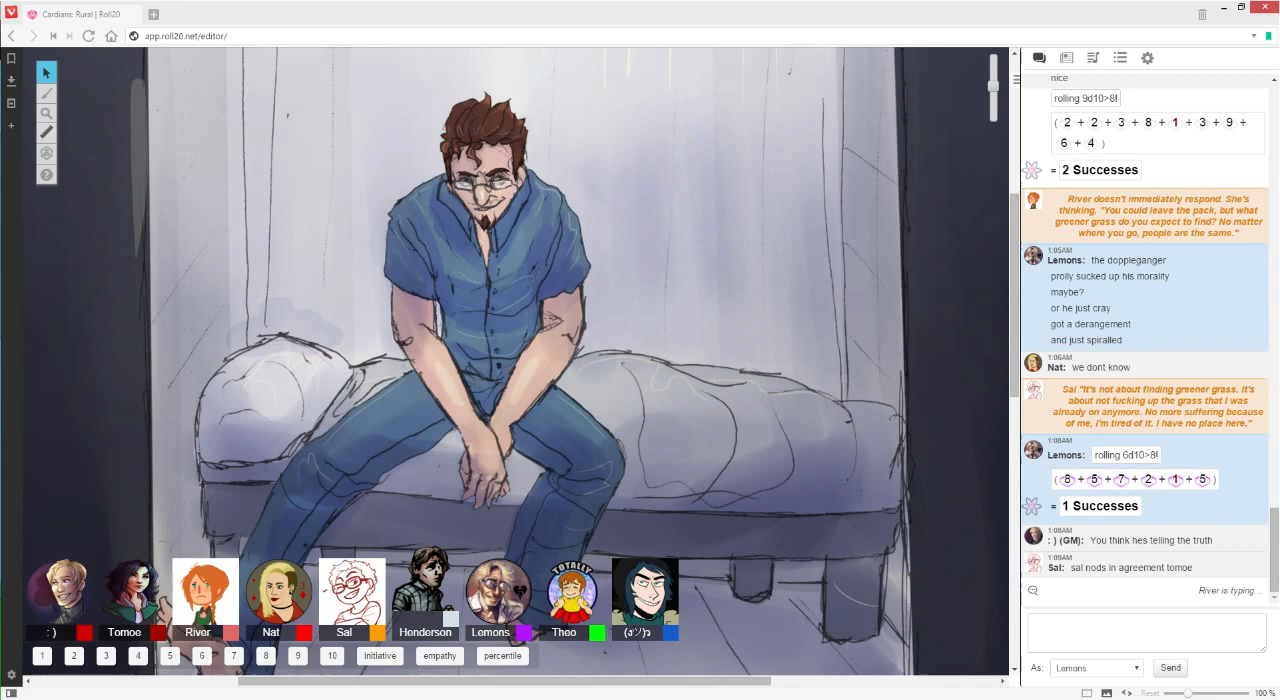 Cardians: Rural | Roll20
app.roll20.net/editor/
nice
rolling 9d10>8!
( 2 + 2 + 3 + 8 + 1 + 3 + 9 +
6 + 4 )
= 2 Successes
River doesn't immediately respond. She's
thinking. "You could leave the pack, but what
greener grass do you expect to find? No matter
where you go, people are the same."
1:05AM
Lemons: the doppleganger
prolly sucked up his morality
maybe?
or he just cray
got a derangement
and just spiralled
1:06AM
Nat: we dont know
Sal "It's not about finding greener grass. It's
about not fucking up the grass that I was
already on anymore. No more suffering because
of me, I'm tired of it. I have no place here."
1:08AM
Lemons: rolling 6d10>8!
( 8 + 5 + 7 + 2 + 1 + 5 )
= 1 Successes
1:08AM
: ) (GM): You think hes telling the truth
1:09AM
Sal: sal nods in agreement tomoe
River is typing...
As: Lemons Send
TOTALLY
: ) Tomoe River Nat Sal Henderson Lemons Theo
1 2 3 4 5 6 7 8 9 10 initiative empathy percentile
Reset 100 %